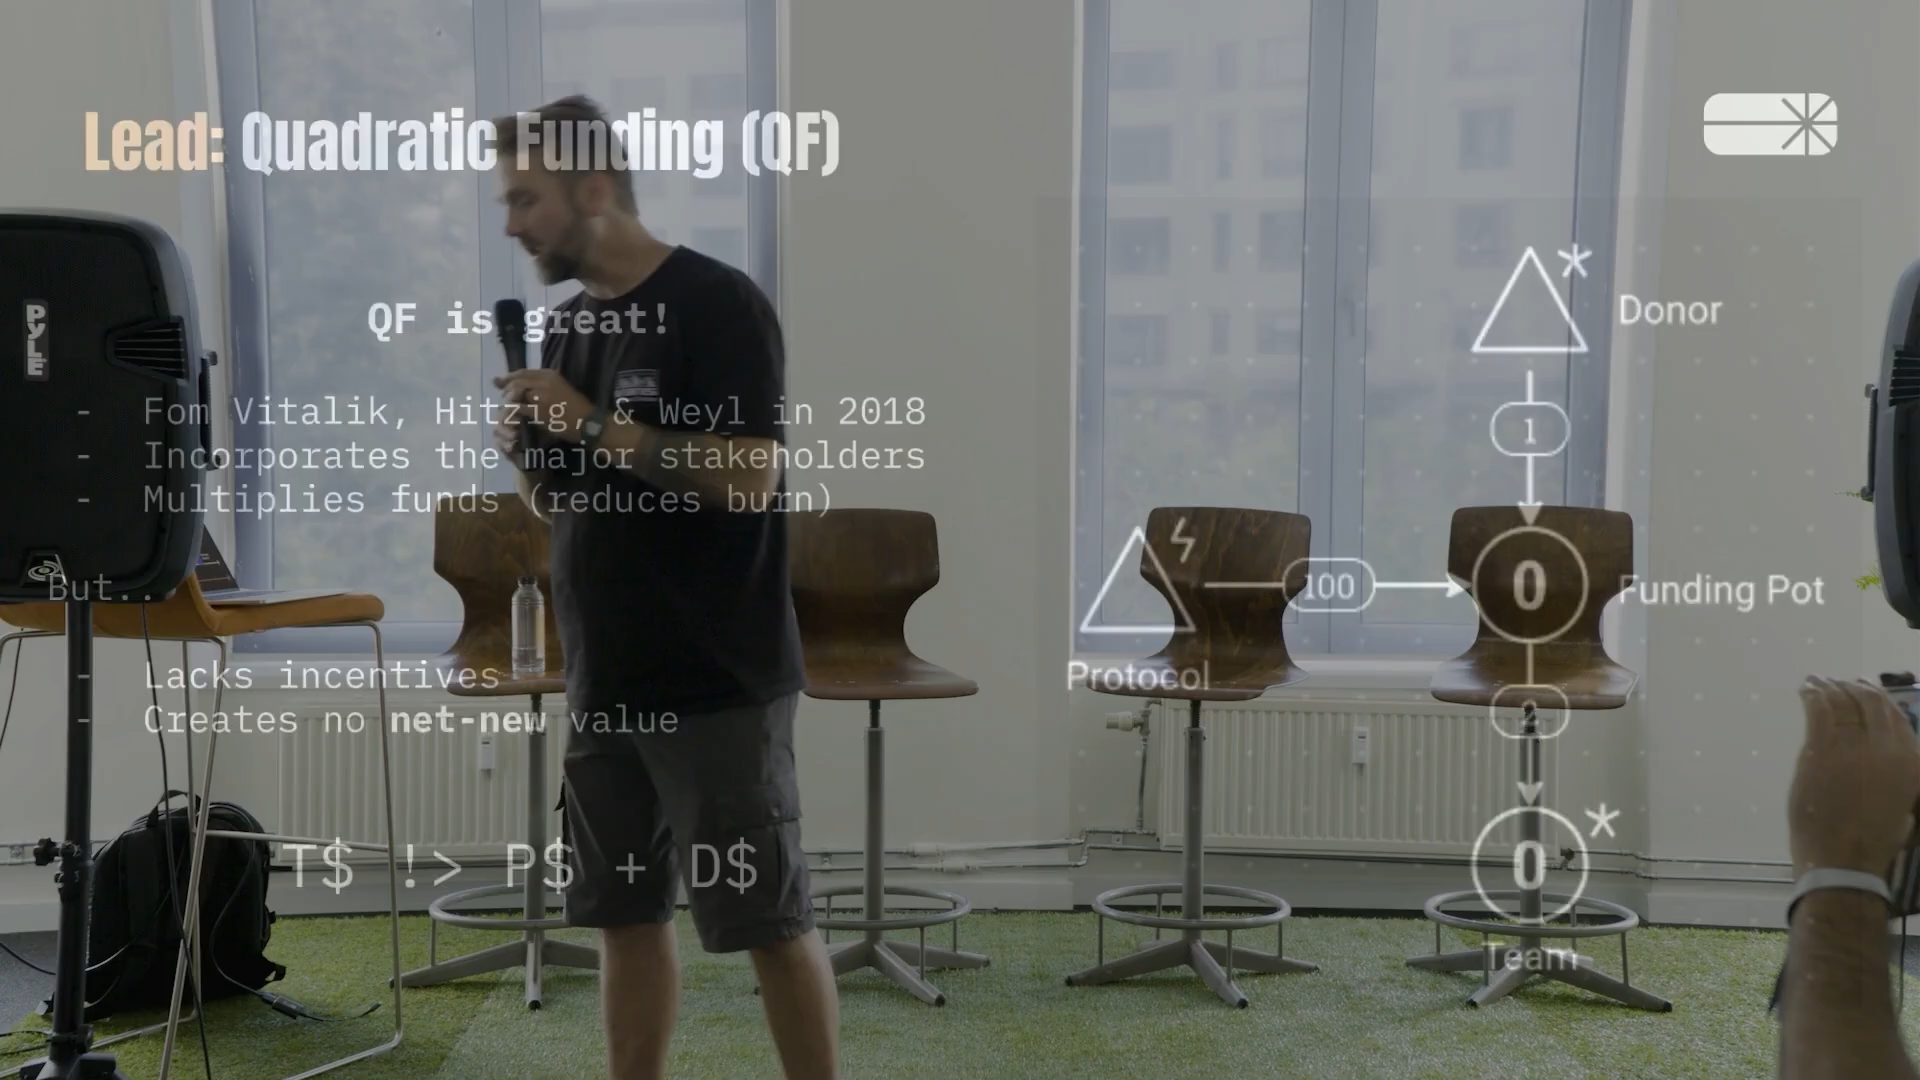 Lead: Quadratic Funding (QF)
QF is great!
- Fom Vitalik, Hitzig, & Weyl in 2018
- Incorporates the major stakeholders
- Multiplies funds (reduces burn)
But..
- Lacks incentives
- Creates no net-new value
T$ !> P$ + D$
Donor
1
100
0
Funding Pot
Protocol
2
0
Team
PYLE